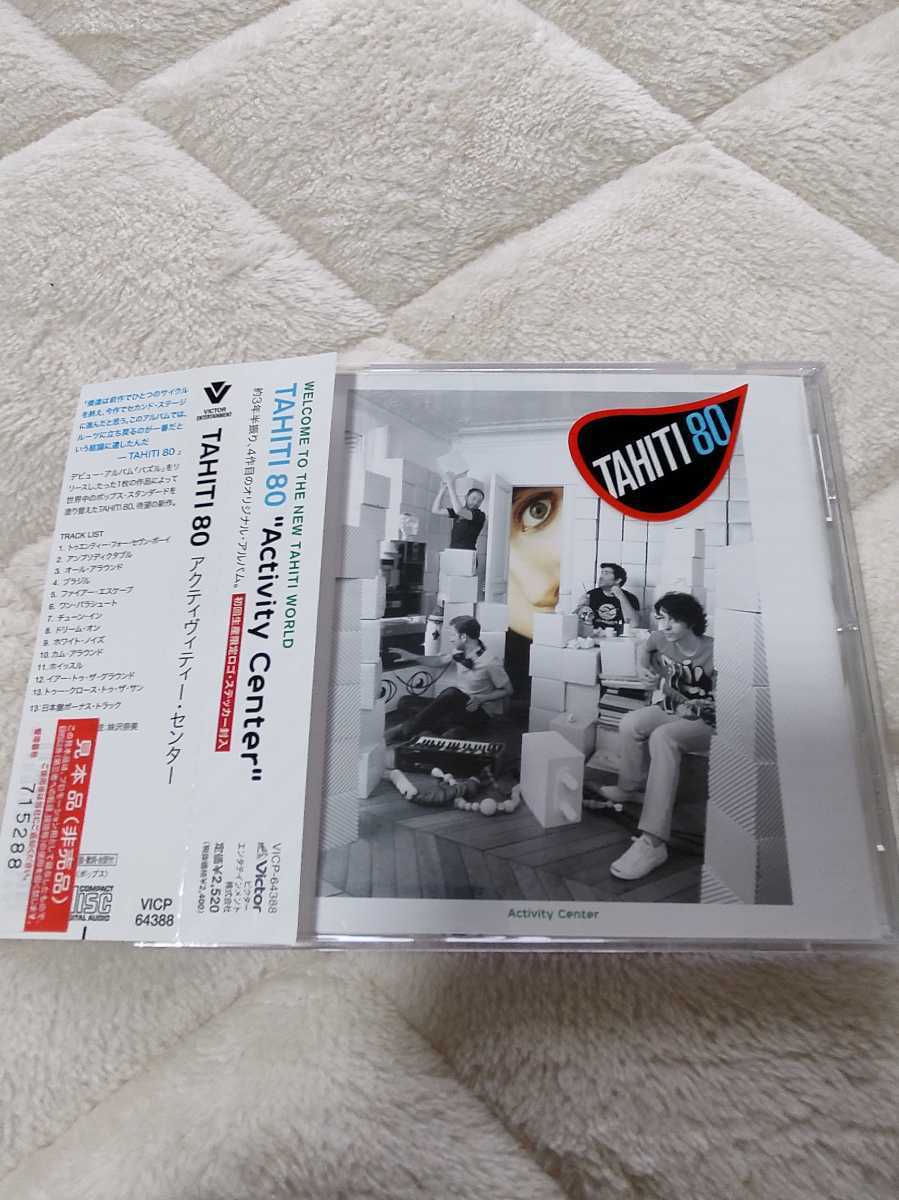 「僕達は前作でひとつのサイクル
を終え、今作でセカンド・ステージ
に進んだと思う。このアルバムでは、
ルーツに立ち戻るのが一番だと
いう結論に達したんだ
―TAHITI 80」
デビュー・アルバム『パズル』をリ
リースしたった1枚の作品によって
世界中のポップス・スタンダードを
塗り替えたTAHITI 80、待望の新作。
TRACK LIST
1. トゥエンティー・フォー・セヴン・ボーイ
2. アンプリディクタブル
3. オール・アラウンド
4. ブラジル
5. ファイアー・エスケープ
6. ワン・パラシュート
7. チューン・イン
8. ドリーム・オン
9. ホワイト・ノイズ
10. カム・アラウンド
11. ホイッスル
12. イアー・トゥ・ザ・グラウンド
13. トゥー・クロース・トゥ・ザ・サン
13: 日本盤ボーナス・トラック
見本品(非売品)
715288
COMPACT
DISC
DIGITAL AUDIO
VICP
64388
VICTOR
ENTERTAINMENT
TAHITI 80 アクティヴィティー・センター
WELCOME TO THE NEW TAHITI WORLD
TAHITI 80 "Activity Center"
約3年半振り、4作目のオリジナル・アルバム。
初回生産限定ロゴ・ステッカー封入
VICP-64388
Victor
ビクター
エンタテインメント
株式会社
定価¥2,520
(税抜価格¥2,400)
TAHITI 80
Activity Center